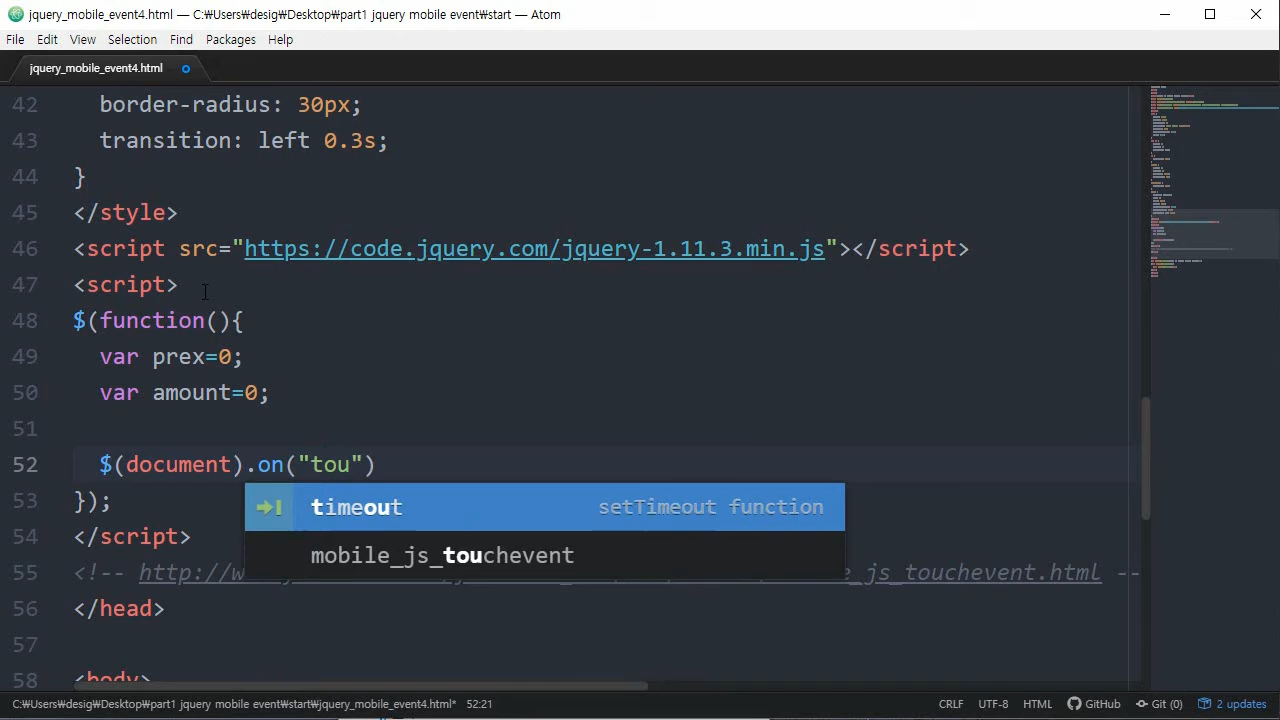 jquery_mobile_event4.html — C:₩Users₩desig₩Desktop₩part1 jquery mobile event₩start — Atom
File Edit View Selection Find Packages Help
jquery_mobile_event4.html
42 border-radius: 30px;
43 transition: left 0.3s;
44 }
45 </style>
46 <script src="https://code.jquery.com/jquery-1.11.3.min.js"></script>
47 <script>
48 $(function(){
49 var prex=0;
50 var amount=0;
51
52 $(document).on("tou")
53 });
timeout setTimeout function
54 </script>
mobile_js_touchevent
55 <!-- http://w js_touchevent.html --
56 </head>
57
58 <body>
C:₩Users₩desig₩Desktop₩part1 jquery mobile event₩start₩jquery_mobile_event4.html* 52:21 CRLF UTF-8 HTML GitHub Git (0) 2 updates